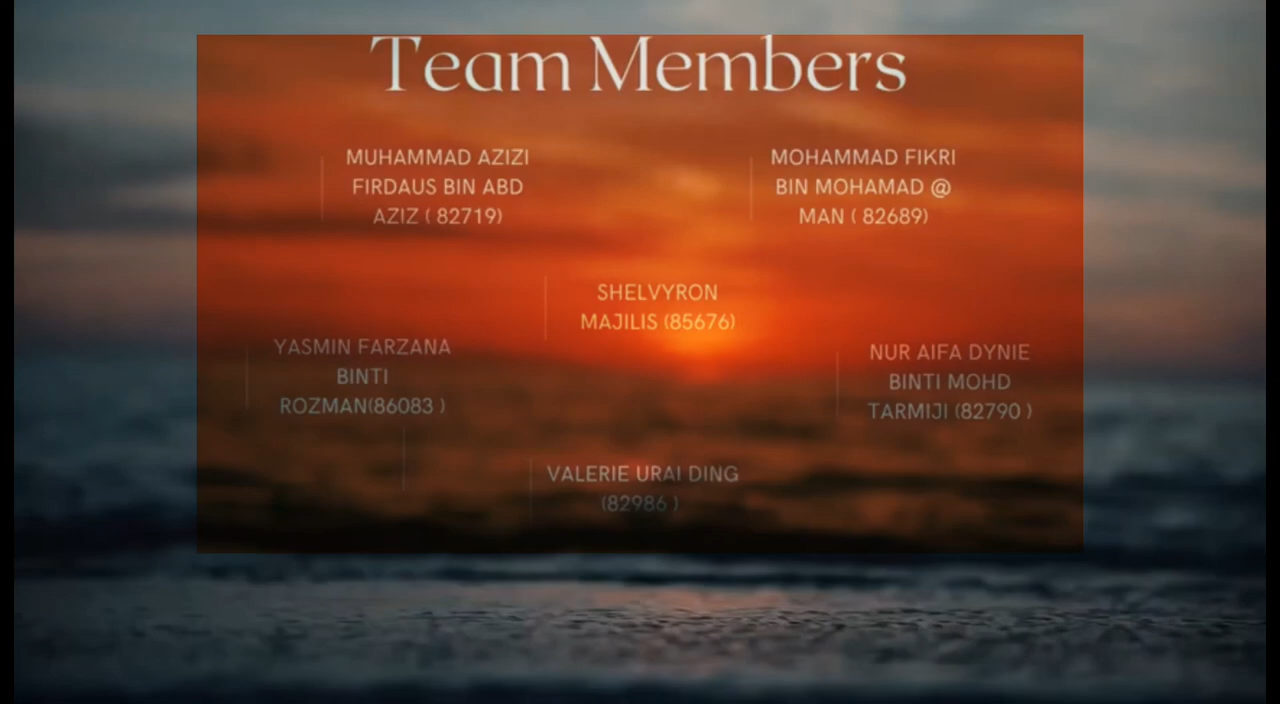 Team Members
MUHAMMAD AZIZI
FIRDAUS BIN ABD
AZIZ ( 82719)
MOHAMMAD FIKRI
BIN MOHAMAD @
MAN ( 82689)
SHELVYRON
MAJILIS (85676)
YASMIN FARZANA
BINTI
ROZMAN(86083 )
NUR AIFA DYNIE
BINTI MOHD
TARMIJI (82790 )
VALERIE URAI DING
(82986 )